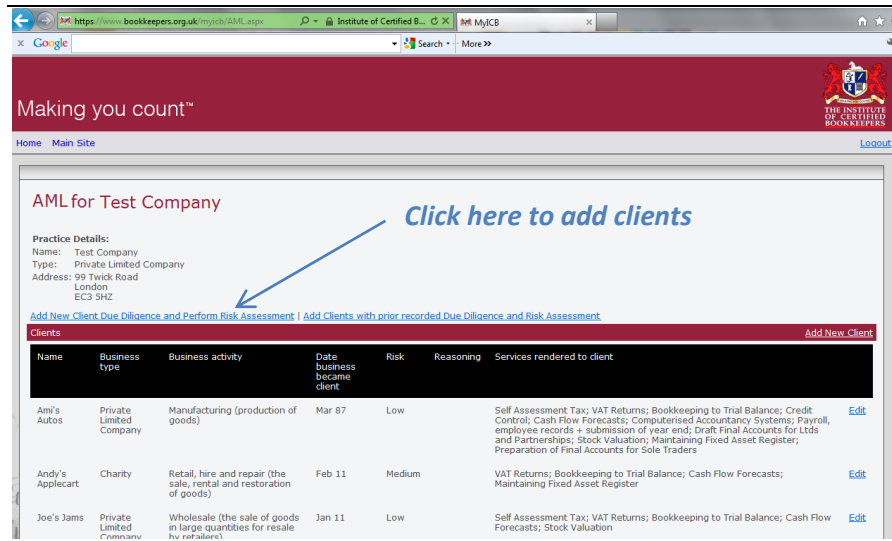 https://www.bookkeepers.org.uk/myicb/AML.aspx
Institute of Certified B...
MyICB
x Google
Search
More »
Making you count™
THE INSTITUTE
OF CERTIFIED
BOOKKEEPERS
Home Main Site
Logout
AML for Test Company
Click here to add clients
Practice Details:
Name: Test Company
Type: Private Limited Company
Address: 99 Twick Road
London
EC3 5HZ
Add New Client Due Diligence and Perform Risk Assessment | Add Clients with prior recorded Due Diligence and Risk Assessment
Clients Add New Client
Name Business type Business activity Date business became client Risk Reasoning Services rendered to client
Ami's Autos
Private Limited Company
Manufacturing (production of goods)
Mar 87
Low
Self Assessment Tax; VAT Returns; Bookkeeping to Trial Balance; Credit
Control; Cash Flow Forecasts; Computerised Accountancy Systems; Payroll,
employee records + submission of year end; Draft Final Accounts for Ltds
and Partnerships; Stock Valuation; Maintaining Fixed Asset Register;
Preparation of Final Accounts for Sole Traders
Edit
Andy's Applecart
Charity
Retail, hire and repair (the sale, rental and restoration of goods)
Feb 11
Medium
VAT Returns; Bookkeeping to Trial Balance; Cash Flow Forecasts;
Maintaining Fixed Asset Register
Edit
Joe's Jams
Private Limited Company
Wholesale (the sale of goods in large quantities for resale by retailers)
Jan 11
Low
Self Assessment Tax; VAT Returns; Bookkeeping to Trial Balance; Cash Flow
Forecasts; Stock Valuation
Edit